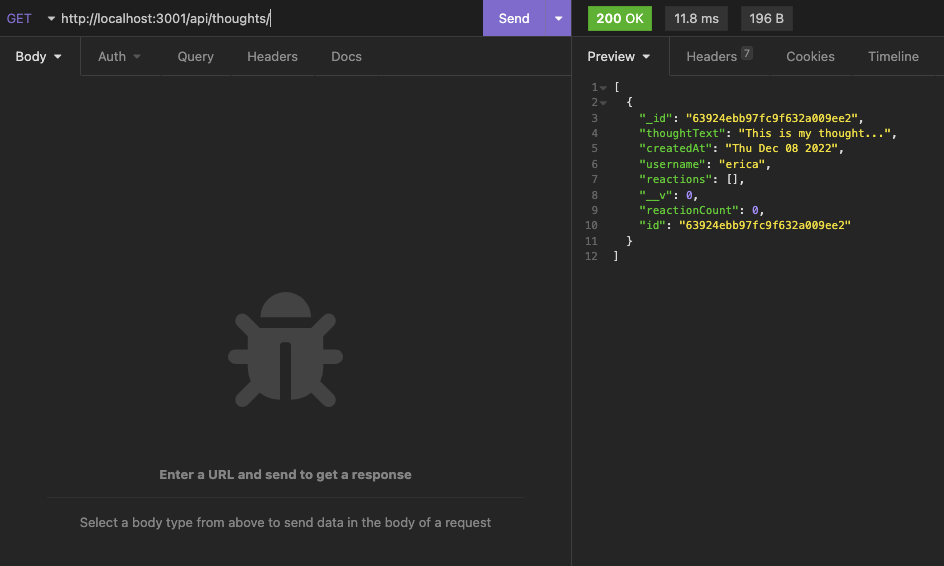 GET http://localhost:3001/api/thoughts/ Send 200 OK 11.8 ms 196 B
Body Auth Query Headers Docs Preview Headers 7 Cookies Timeline
1 [
2 {
3 "_id": "63924ebb97fc9f632a009ee2",
4 "thoughtText": "This is my thought...",
5 "createdAt": "Thu Dec 08 2022",
6 "username": "erica",
7 "reactions": [],
8 "__v": 0,
9 "reactionCount": 0,
10 "id": "63924ebb97fc9f632a009ee2"
11 }
12 ]
Enter a URL and send to get a response
Select a body type from above to send data in the body of a request